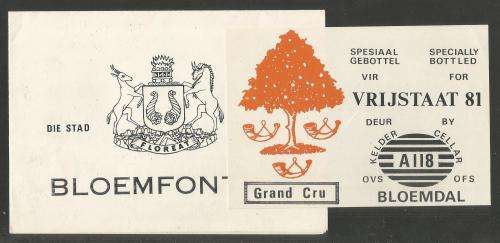 DIE STAD
FLOREAT
BLOEMFONT
Grand Cru
SPESIAAL SPECIALLY
GEBOTTEL BOTTLED
VIR FOR
VRIJSTAAT 81
DEUR BY
KELDER CELLAR
A118
OVS OFS
BLOEMDAL